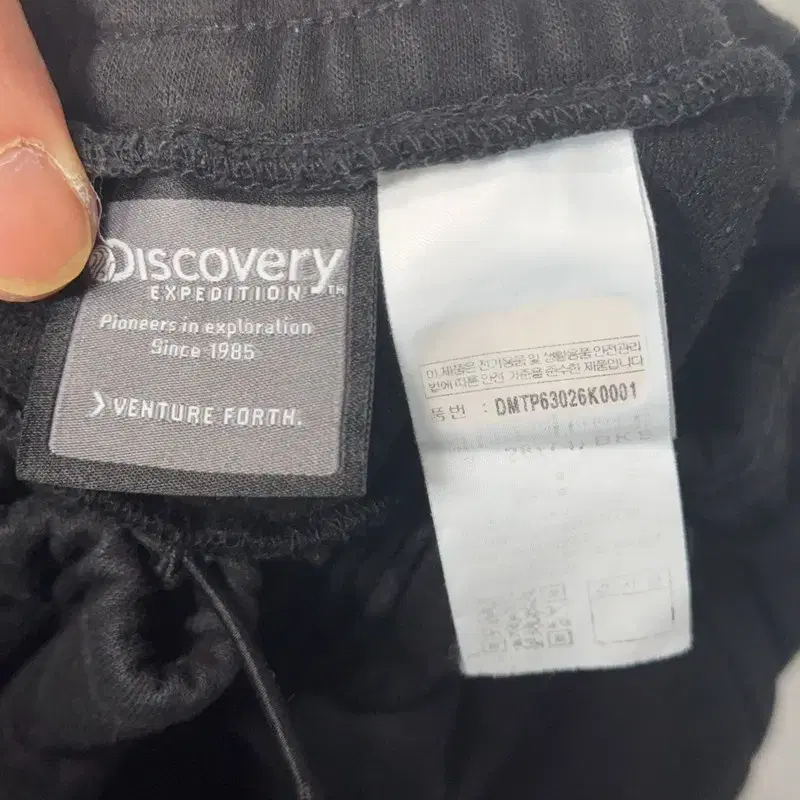 Discovery
EXPEDITION TM
Pioneers in exploration
Since 1985
VENTURE FORTH.
이 제품은 전기용품 및 생활용품 안전관리
법에 따른 안전 기준을 준수한 제품입니다
품번 : DMTP63026K0001